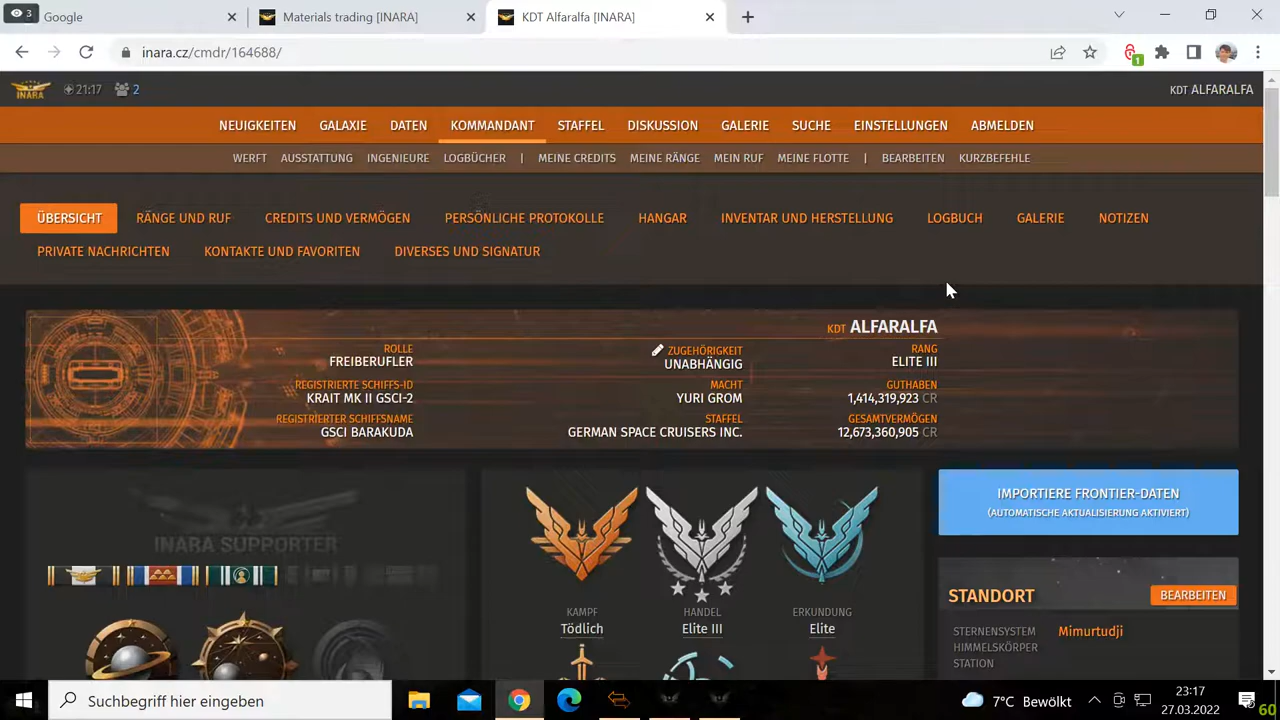 3
Google
Materials trading [INARA]
KDT Alfaralfa [INARA]
inara.cz/cmdr/164688/
1
INARA
21:17
2
KDT ALFARALFA
NEUIGKEITEN GALAXIE DATEN KOMMANDANT STAFFEL DISKUSSION GALERIE SUCHE EINSTELLUNGEN ABMELDEN
WERFT AUSSTATTUNG INGENIEURE LOGBÜCHER | MEINE CREDITS MEINE RÄNGE MEIN RUF MEINE FLOTTE | BEARBEITEN KURZBEFEHLE
ÜBERSICHT RÄNGE UND RUF CREDITS UND VERMÖGEN PERSÖNLICHE PROTOKOLLE HANGAR INVENTAR UND HERSTELLUNG LOGBUCH GALERIE NOTIZEN
PRIVATE NACHRICHTEN KONTAKTE UND FAVORITEN DIVERSES UND SIGNATUR
KDT ALFARALFA
ROLLE ZUGEHÖRIGKEIT RANG
FREIBERUFLER UNABHÄNGIG ELITE III
REGISTRIERTE SCHIFFS-ID MACHT GUTHABEN
KRAIT MK II GSCI-2 YURI GROM 1,414,319,923 CR
REGISTRIERTER SCHIFFSNAME STAFFEL GESAMTVERMÖGEN
GSCI BARAKUDA GERMAN SPACE CRUISERS INC. 12,673,360,905 CR
INARA SUPPORTER
KAMPF HANDEL ERKUNDUNG
Tödlich Elite III Elite
IMPORTIERE FRONTIER-DATEN
(AUTOMATISCHE AKTUALISIERUNG AKTIVIERT)
STANDORT BEARBEITEN
STERNENSYSTEM Mimurtudji
HIMMELSKÖRPER
STATION
Suchbegriff hier eingeben
7°C Bewölkt
23:17
27.03.2022
60